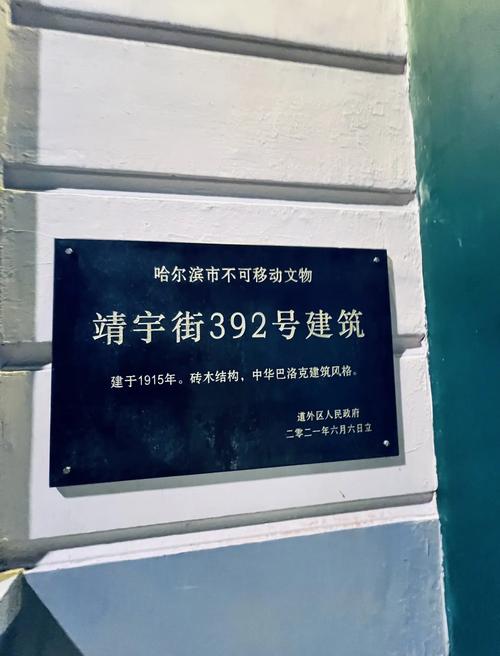 哈尔滨市不可移动文物
靖宇街392号建筑
建于1915年。砖木结构，中华巴洛克建筑风格。
道外区人民政府
二零二一年六月六日立